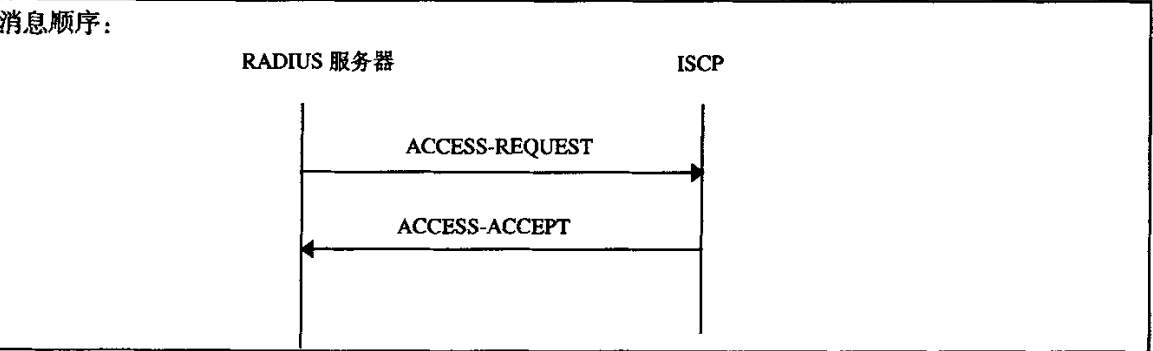 消息顺序：
RADIUS 服务器 ISCP
ACCESS-REQUEST
ACCESS-ACCEPT